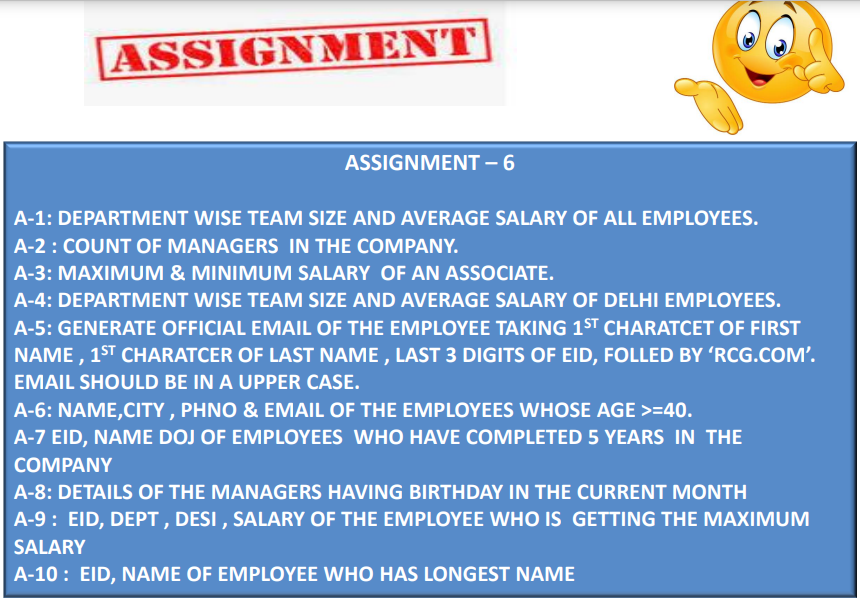 ASSIGNMENT
ASSIGNMENT – 6
A-1: DEPARTMENT WISE TEAM SIZE AND AVERAGE SALARY OF ALL EMPLOYEES.
A-2 : COUNT OF MANAGERS IN THE COMPANY.
A-3: MAXIMUM & MINIMUM SALARY OF AN ASSOCIATE.
A-4: DEPARTMENT WISE TEAM SIZE AND AVERAGE SALARY OF DELHI EMPLOYEES.
A-5: GENERATE OFFICIAL EMAIL OF THE EMPLOYEE TAKING 1ST CHARATCET OF FIRST
NAME , 1ST CHARATCER OF LAST NAME , LAST 3 DIGITS OF EID, FOLLED BY ‘RCG.COM’.
EMAIL SHOULD BE IN A UPPER CASE.
A-6: NAME,CITY , PHNO & EMAIL OF THE EMPLOYEES WHOSE AGE >=40.
A-7 EID, NAME DOJ OF EMPLOYEES WHO HAVE COMPLETED 5 YEARS IN THE
COMPANY
A-8: DETAILS OF THE MANAGERS HAVING BIRTHDAY IN THE CURRENT MONTH
A-9 : EID, DEPT , DESI , SALARY OF THE EMPLOYEE WHO IS GETTING THE MAXIMUM
SALARY
A-10 : EID, NAME OF EMPLOYEE WHO HAS LONGEST NAME